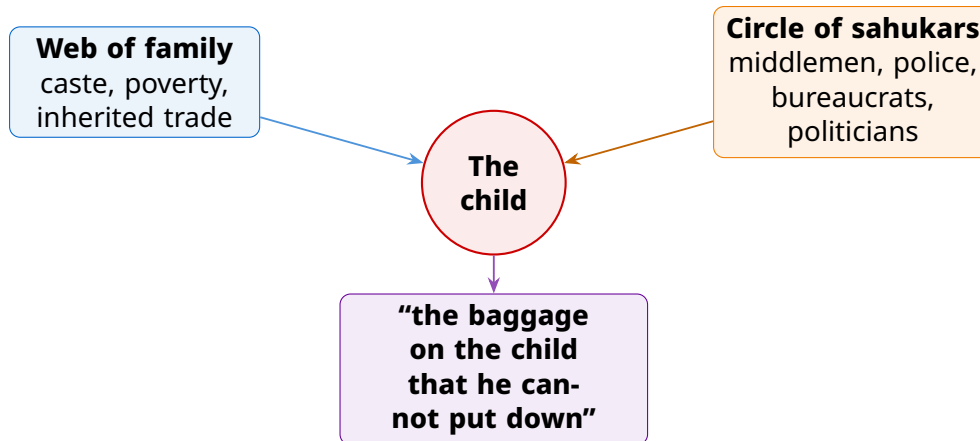 Web of family
caste, poverty,
inherited trade
Circle of sahukars
middlemen, police,
bureaucrats,
politicians
The
child
“the baggage
on the child
that he can-
not put down”